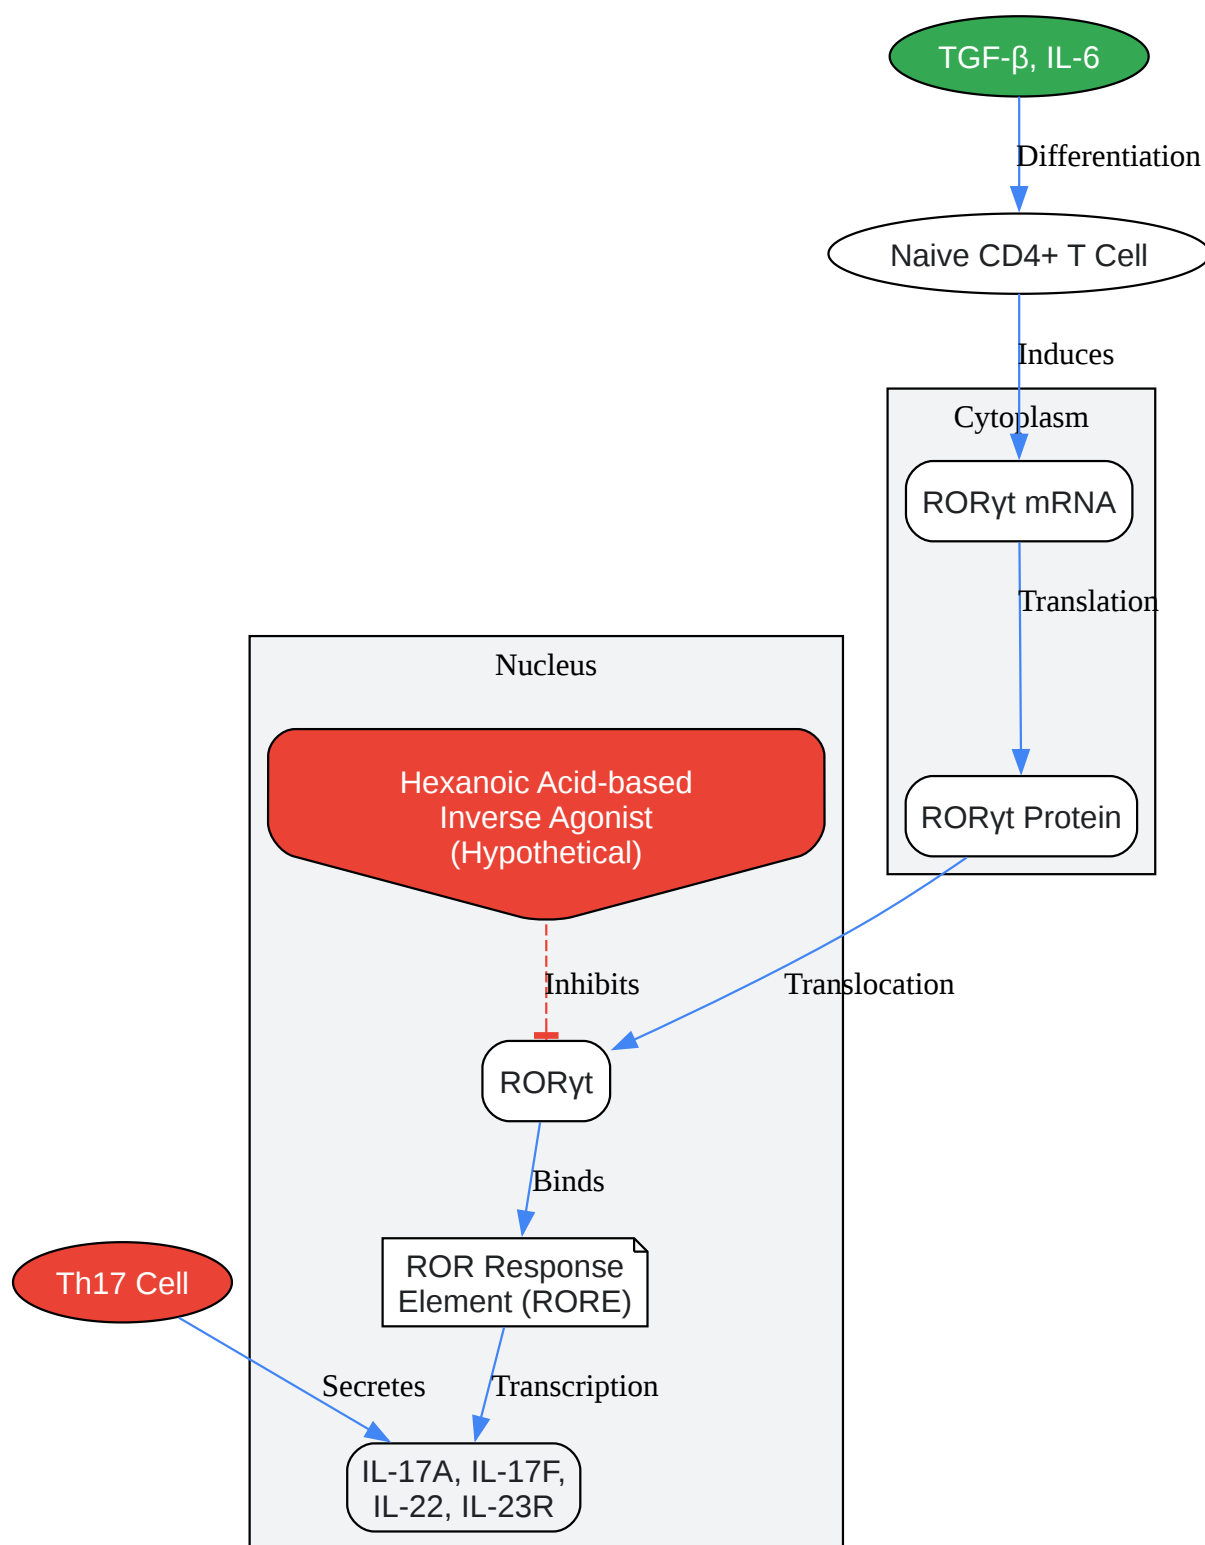 TGF-β, IL-6
Differentiation
Naive CD4+ T Cell
Induces
Cytoplasm
RORγt mRNA
Translation
Nucleus
Hexanoic Acid-based
Inverse Agonist
(Hypothetical)
RORγt Protein
Inhibits
Translocation
RORγt
Binds
ROR Response
Element (RORE)
Th17 Cell
Secretes
Transcription
IL-17A, IL-17F,
IL-22, IL-23R